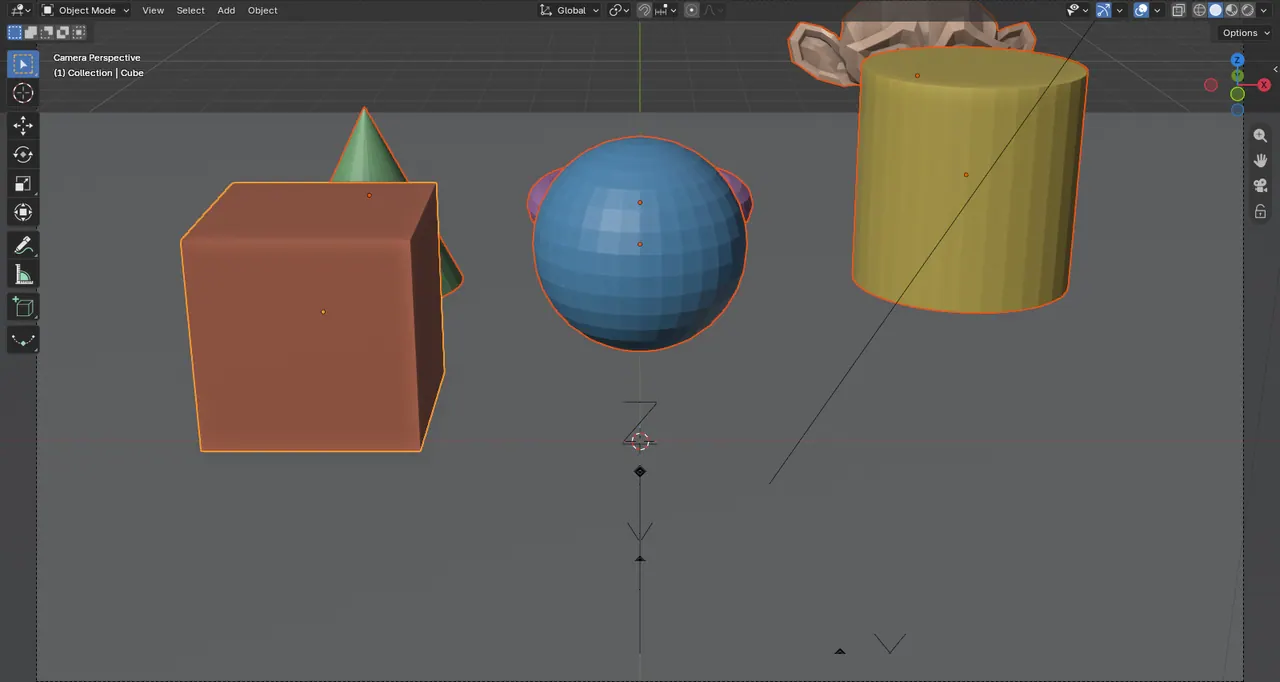 Object Mode View Select Add Object Global
Options
Camera Perspective
(1) Collection | Cube
Z
Y
X